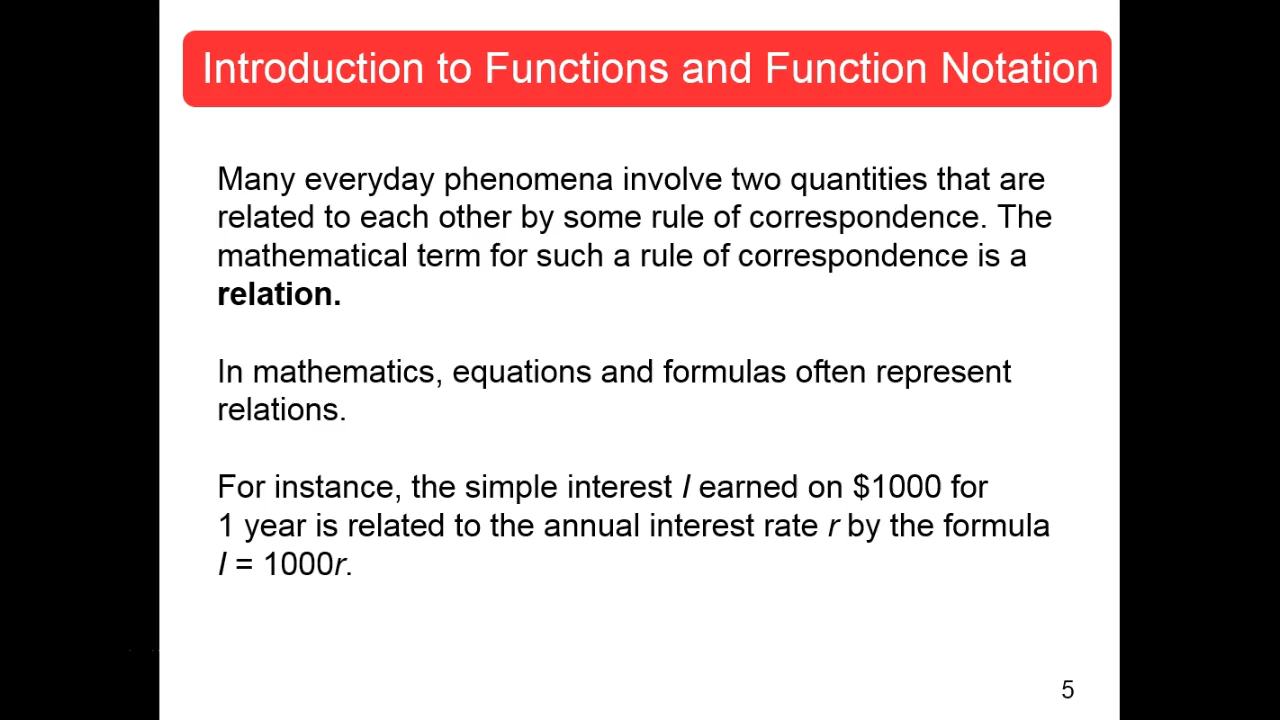 Introduction to Functions and Function Notation
Many everyday phenomena involve two quantities that are
related to each other by some rule of correspondence. The
mathematical term for such a rule of correspondence is a
relation.
In mathematics, equations and formulas often represent
relations.
For instance, the simple interest I earned on $1000 for
1 year is related to the annual interest rate r by the formula
I = 1000r.
5